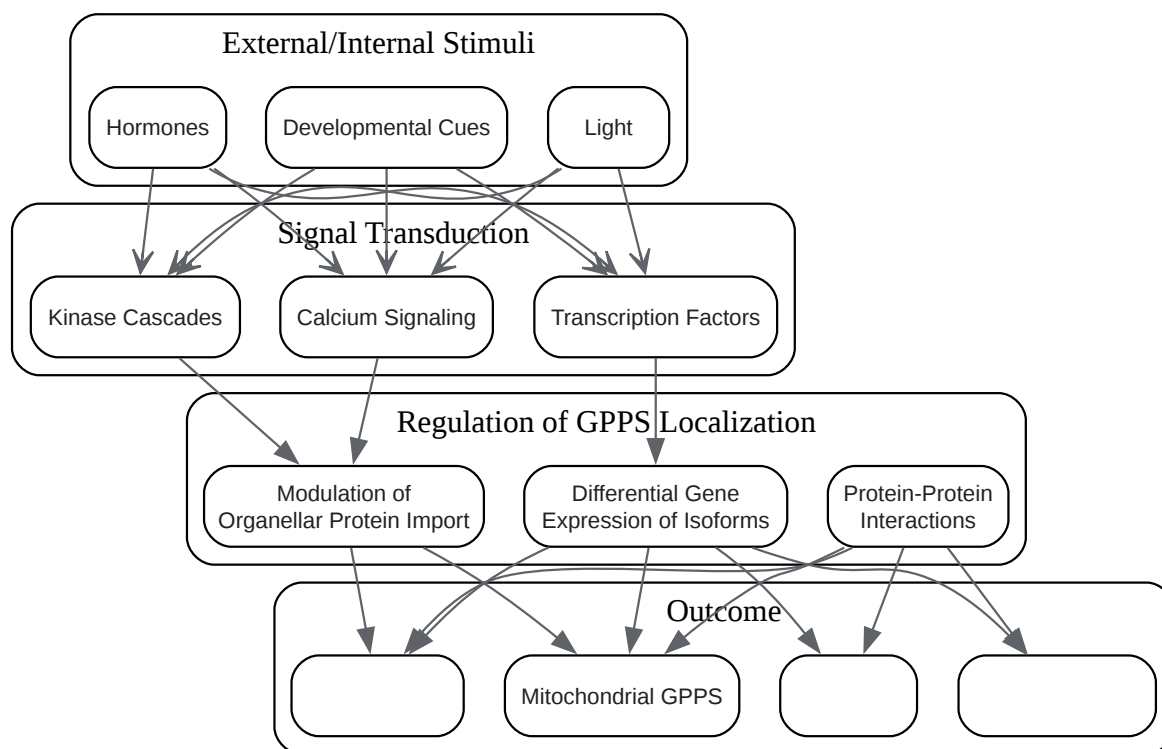 External/Internal Stimuli
Hormones
Developmental Cues
Light
Signal Transduction
Kinase Cascades
Calcium Signaling
Transcription Factors
Regulation of GPPS Localization
Modulation of
Organellar Protein Import
Differential Gene
Expression of Isoforms
Protein-Protein
Interactions
Outcome
Mitochondrial GPPS